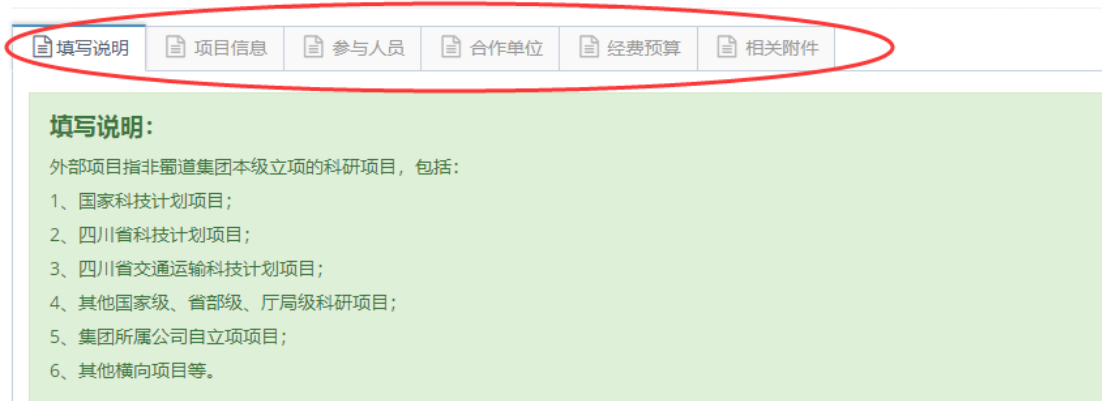 填写说明 项目信息 参与人员 合作单位 经费预算 相关附件
填写说明：
外部项目指非蜀道集团本级立项的科研项目，包括：
1、国家科技计划项目；
2、四川省科技计划项目；
3、四川省交通运输科技计划项目；
4、其他国家级、省部级、厅局级科研项目；
5、集团所属公司自立项项目；
6、其他横向项目等。